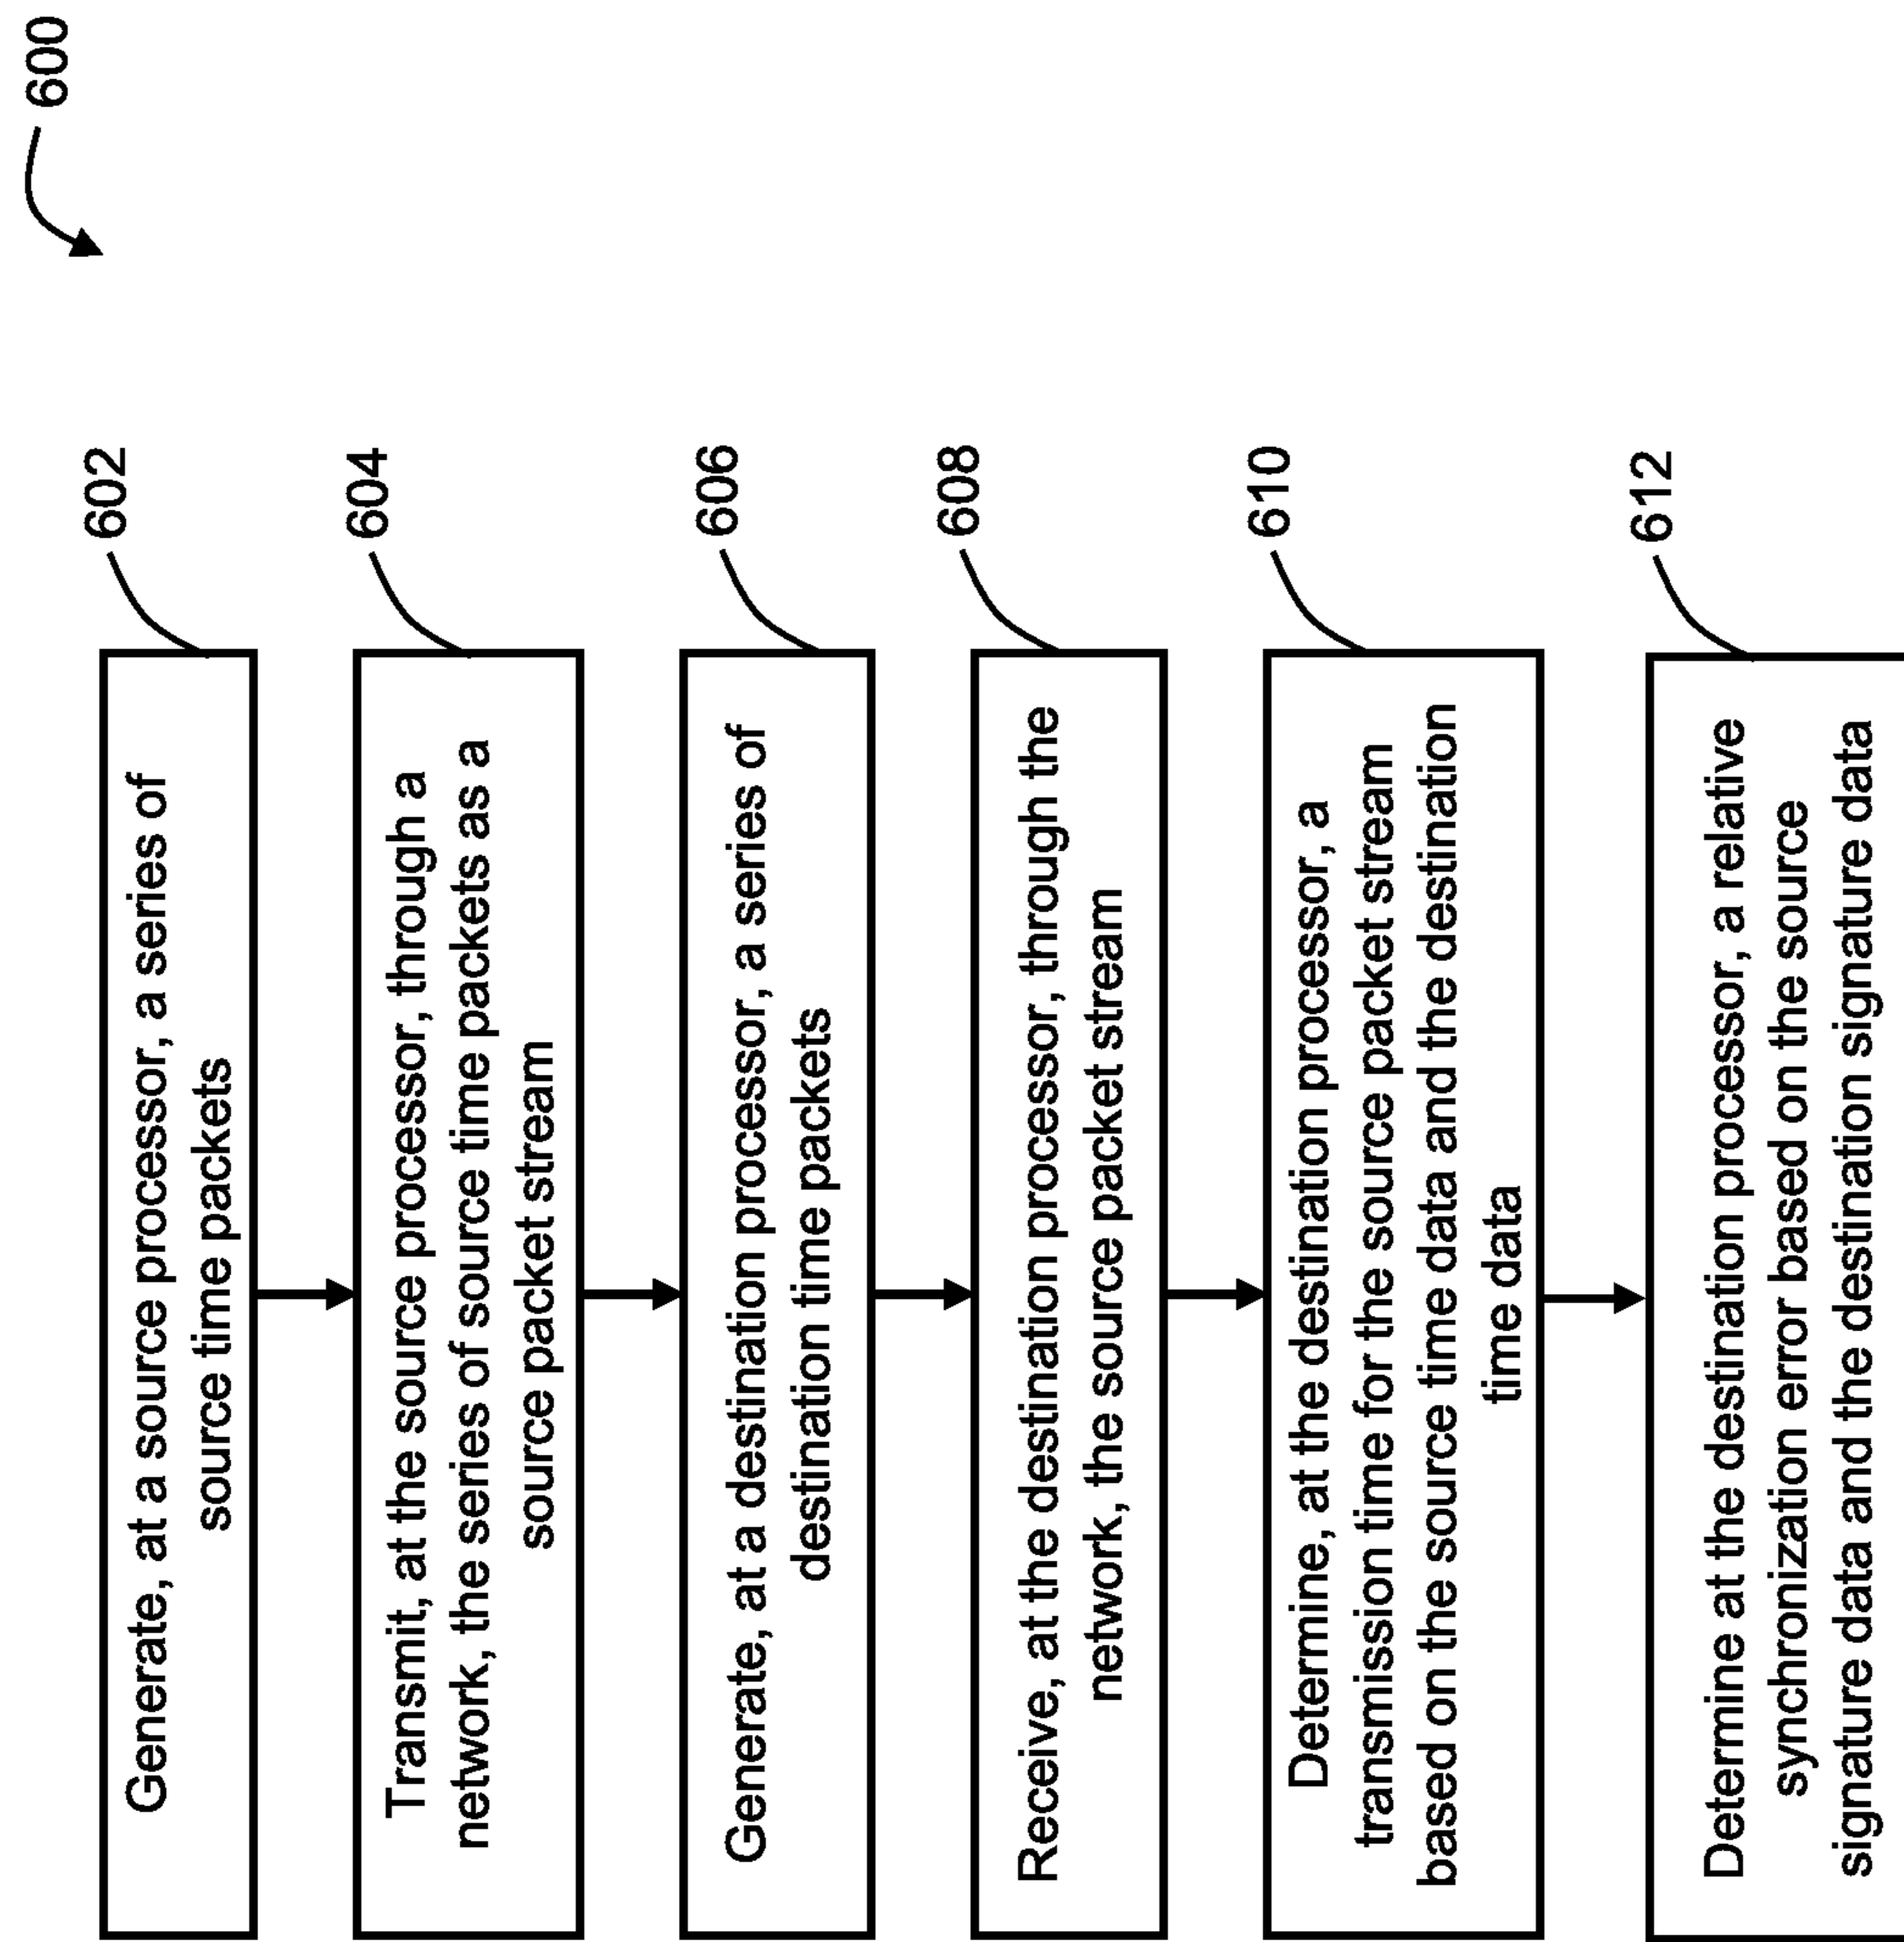 600
602
Generate, at a source processor, a series of
source time packets
604
Transmit, at the source processor, through a
network, the series of source time packets as a
source packet stream
606
Generate, at a destination processor, a series of
destination time packets
608
Receive, at the destination processor, through the
network, the source packet stream
610
Determine, at the destination processor, a
transmission time for the source packet stream
based on the source time data and the destination
time data
612
Determine at the destination processor, a relative
synchronization error based on the source
signature data and the destination signature data